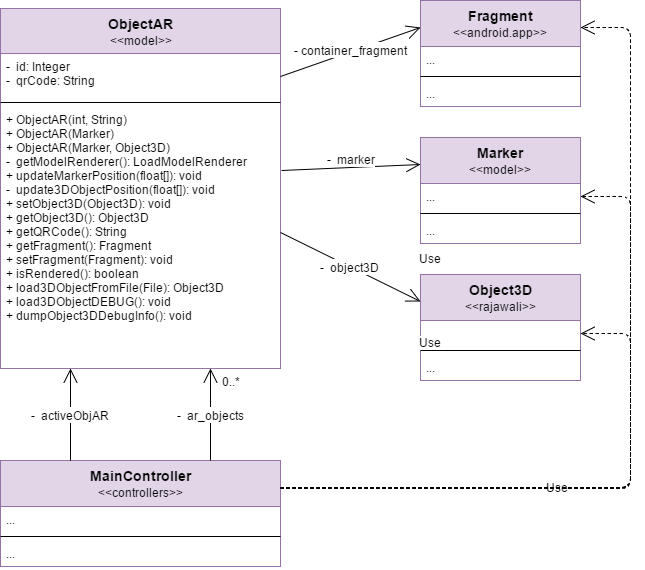 ObjectAR
<<model>>
- id: Integer
- qrCode: String
+ ObjectAR(int, String)
+ ObjectAR(Marker)
+ ObjectAR(Marker, Object3D)
- getModelRenderer(): LoadModelRenderer
+ updateMarkerPosition(float[]): void
- update3DObjectPosition(float[]): void
+ setObject3D(Object3D): void
+ getObject3D(): Object3D
+ getQRCode(): String
+ getFragment(): Fragment
+ setFragment(Fragment): void
+ isRendered(): boolean
+ load3DObjectFromFile(File): Object3D
+ load3DObjectDEBUG(): void
+ dumpObject3DDebugInfo(): void
- container_fragment
Fragment
<<android.app>>
...
...
- marker
Marker
<<model>>
...
...
Use
- object3D
Object3D
<<rajawali>>
Use
...
0..*
- activeObjAR
- ar_objects
MainController
<<controllers>>
...
...
Use